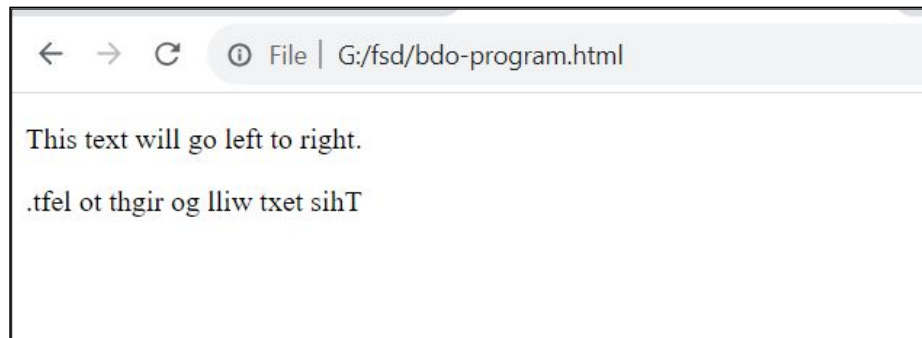 File G:/fsd/bdo-program.html
This text will go left to right.
.tfel ot thgir og lliw txet sihT